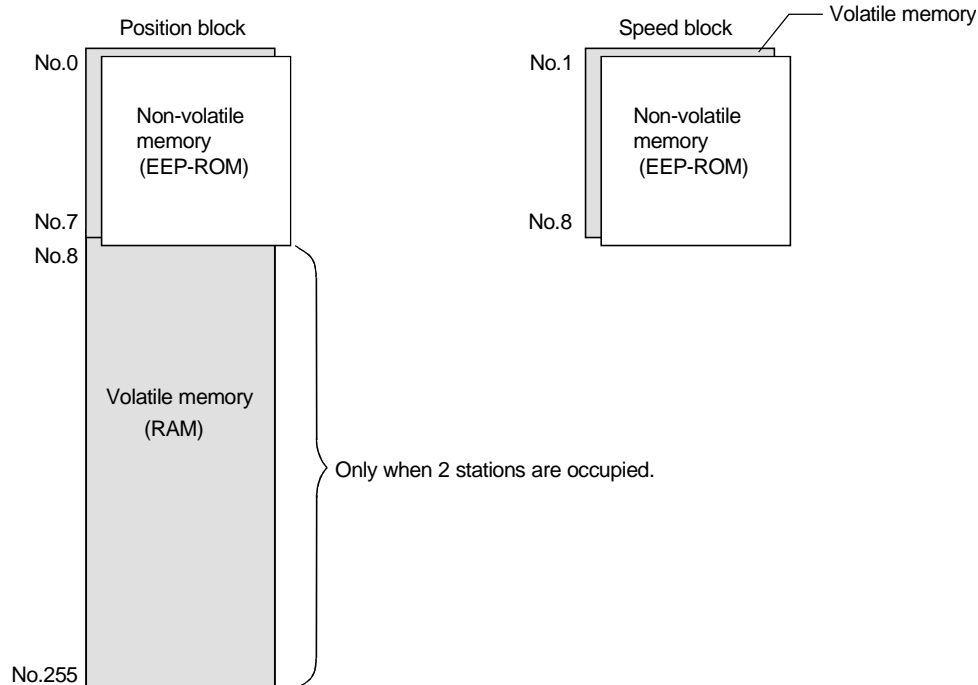 Position block
No.0
Non-volatile
memory
(EEP-ROM)
No.7
No.8
Volatile memory
(RAM)
Only when 2 stations are occupied.
No.255
Speed block
Volatile memory
No.1
Non-volatile
memory
(EEP-ROM)
No.8